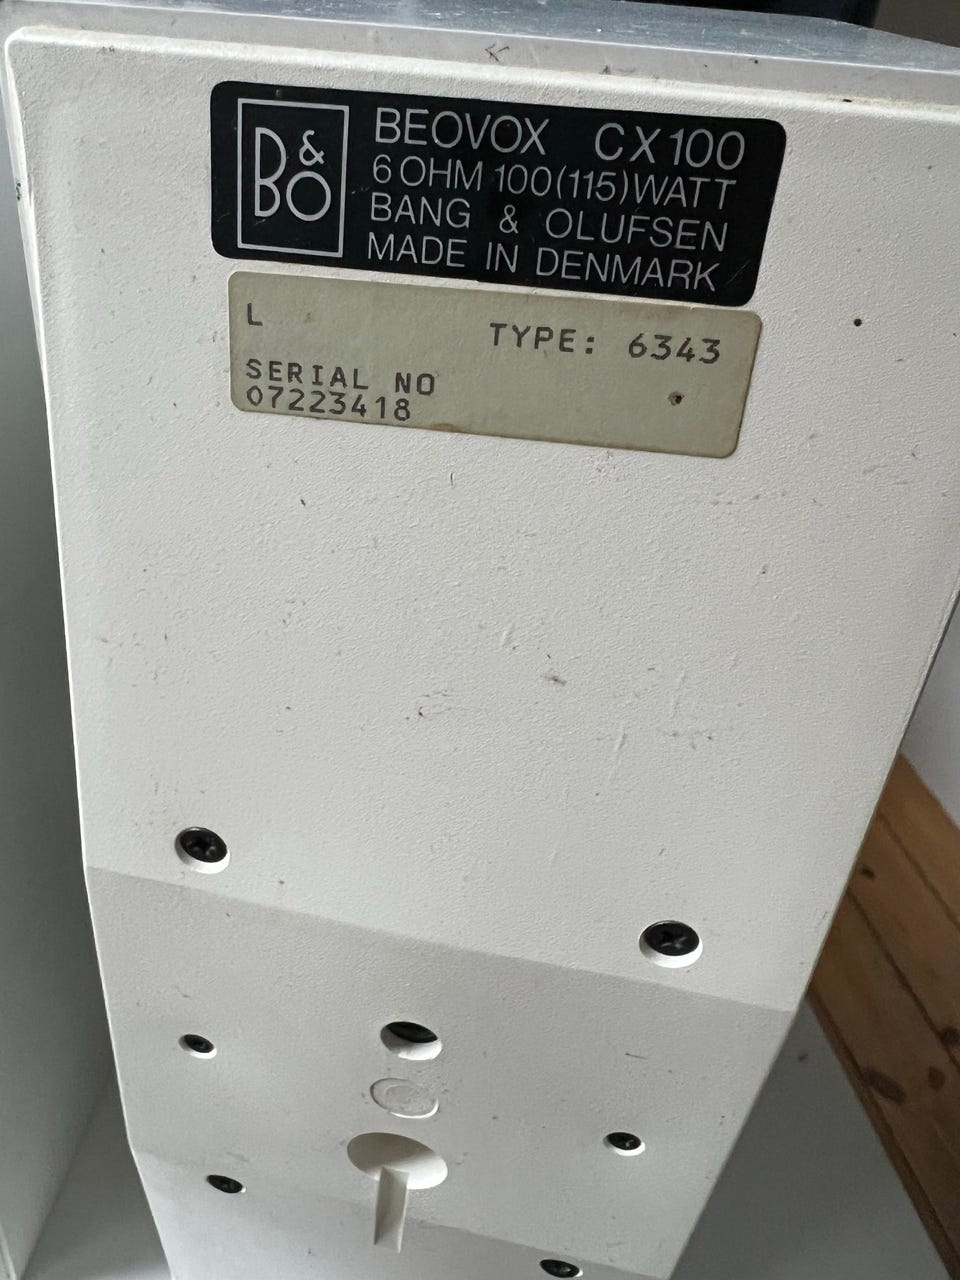 B&O
BEOVOX CX100
6 OHM 100(115)WATT
BANG & OLUFSEN
MADE IN DENMARK
L
TYPE: 6343
SERIAL NO
07223418